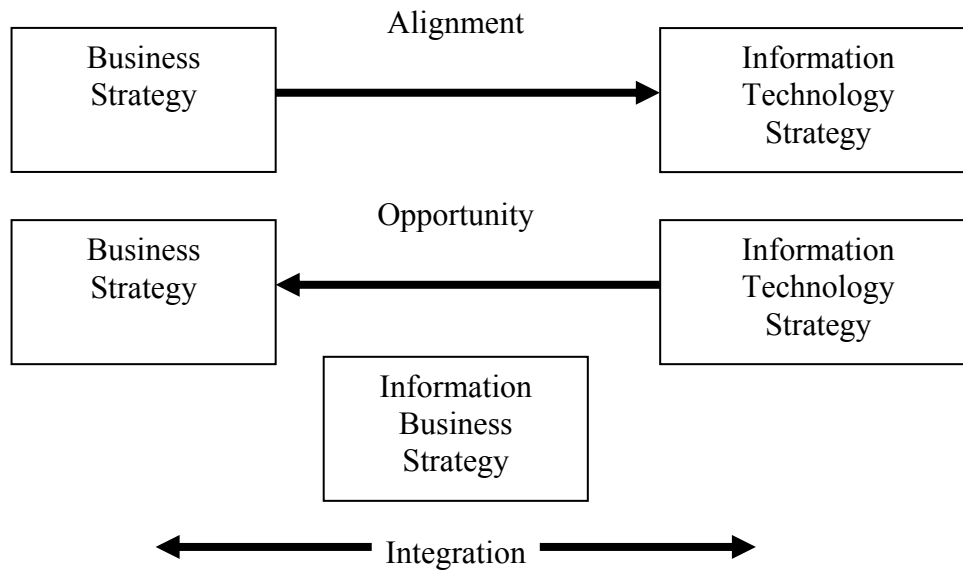 Alignment
Business
Strategy
Information
Technology
Strategy
Opportunity
Business
Strategy
Information
Technology
Strategy
Information
Business
Strategy
Integration